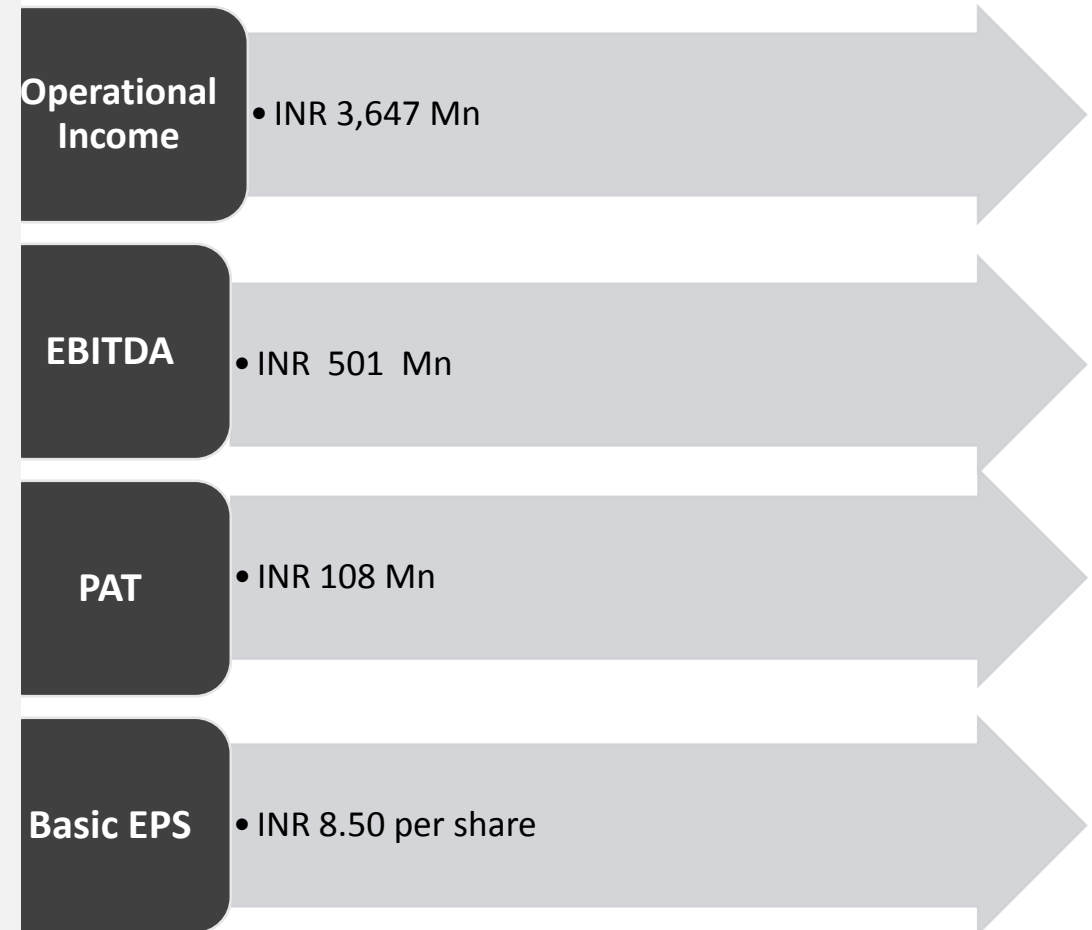 Operational
Income
• INR 3,647 Mn
EBITDA
• INR 501 Mn
PAT
• INR 108 Mn
Basic EPS
• INR 8.50 per share